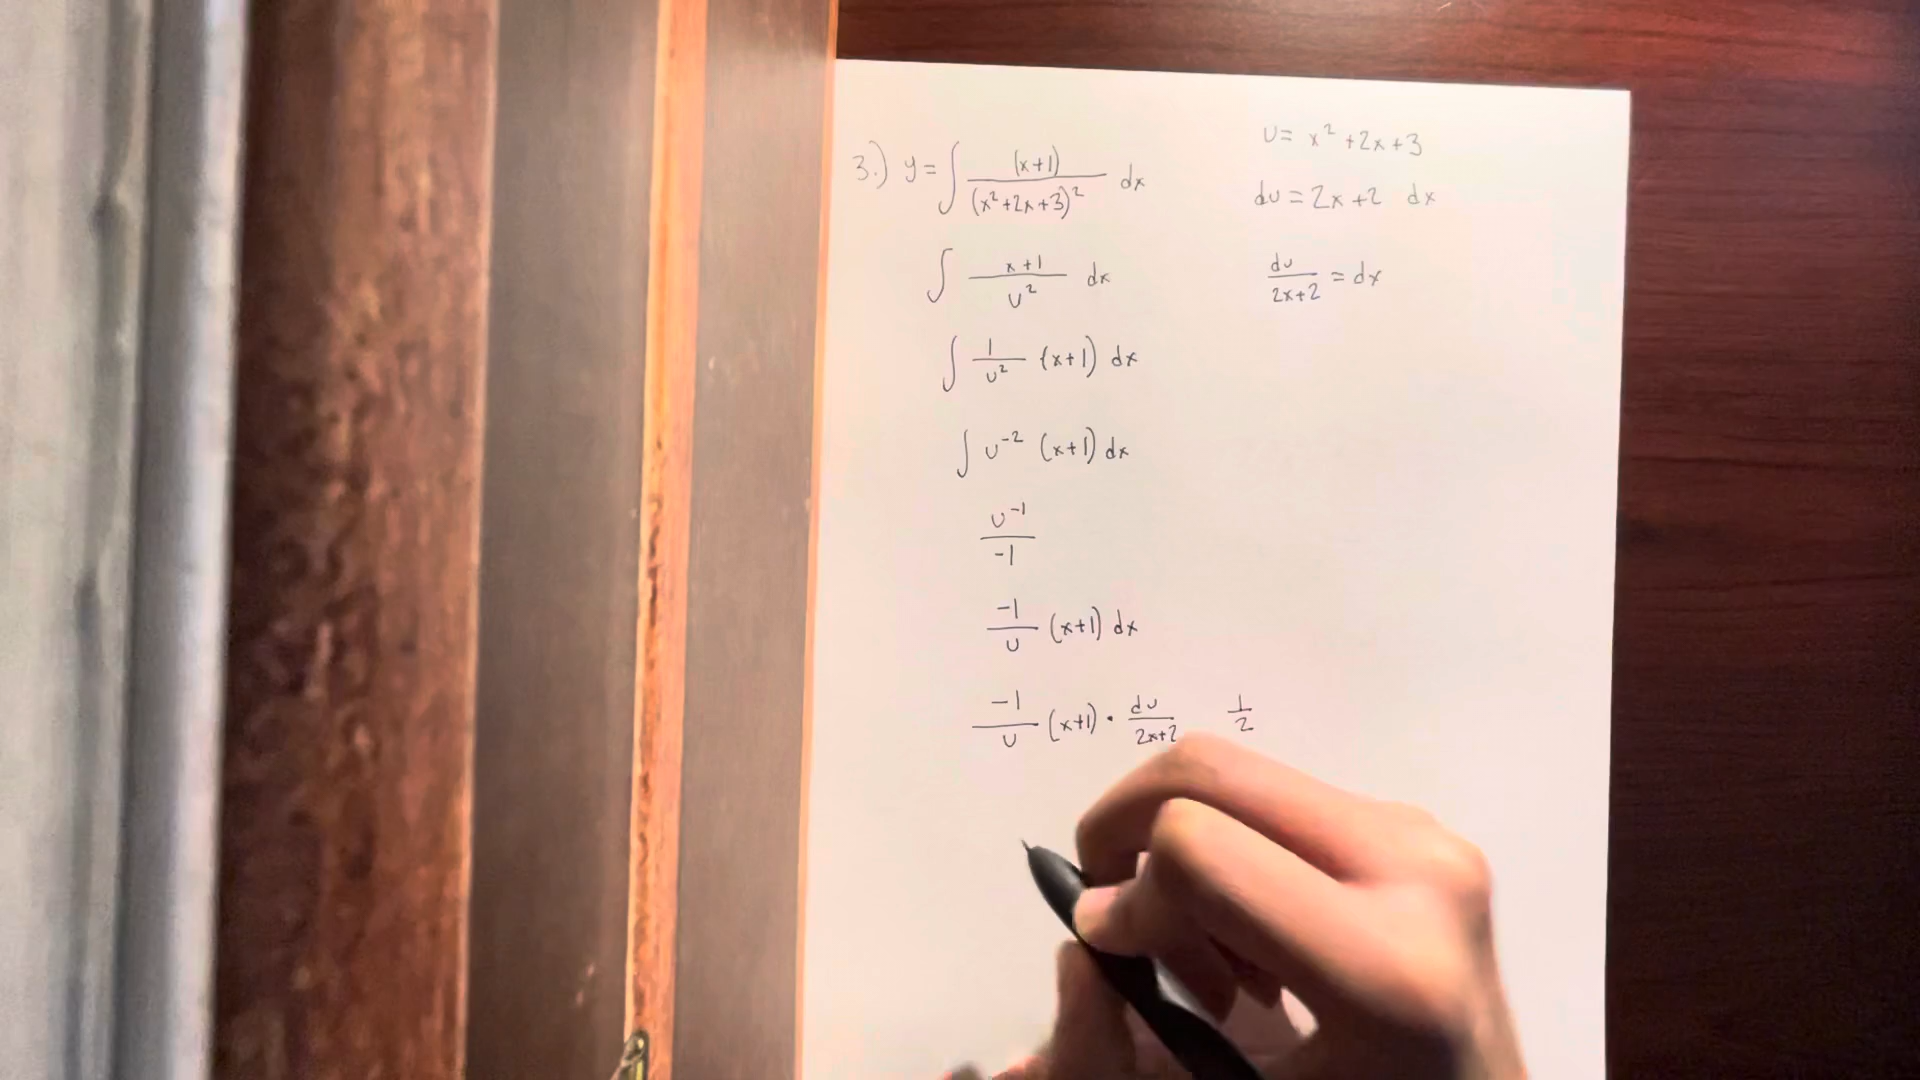 3.) y = ∫ (x+1)/(x²+2x+3)² dx
u = x² +2x+3
du = 2x+2 dx
∫ x+1/u² dx
du/2x+2 = dx
∫ 1/u² (x+1) dx
∫ u⁻² (x+1) dx
u⁻¹/-1
-1/u (x+1) dx
-1/u (x+1) · du/2x+2 1/2